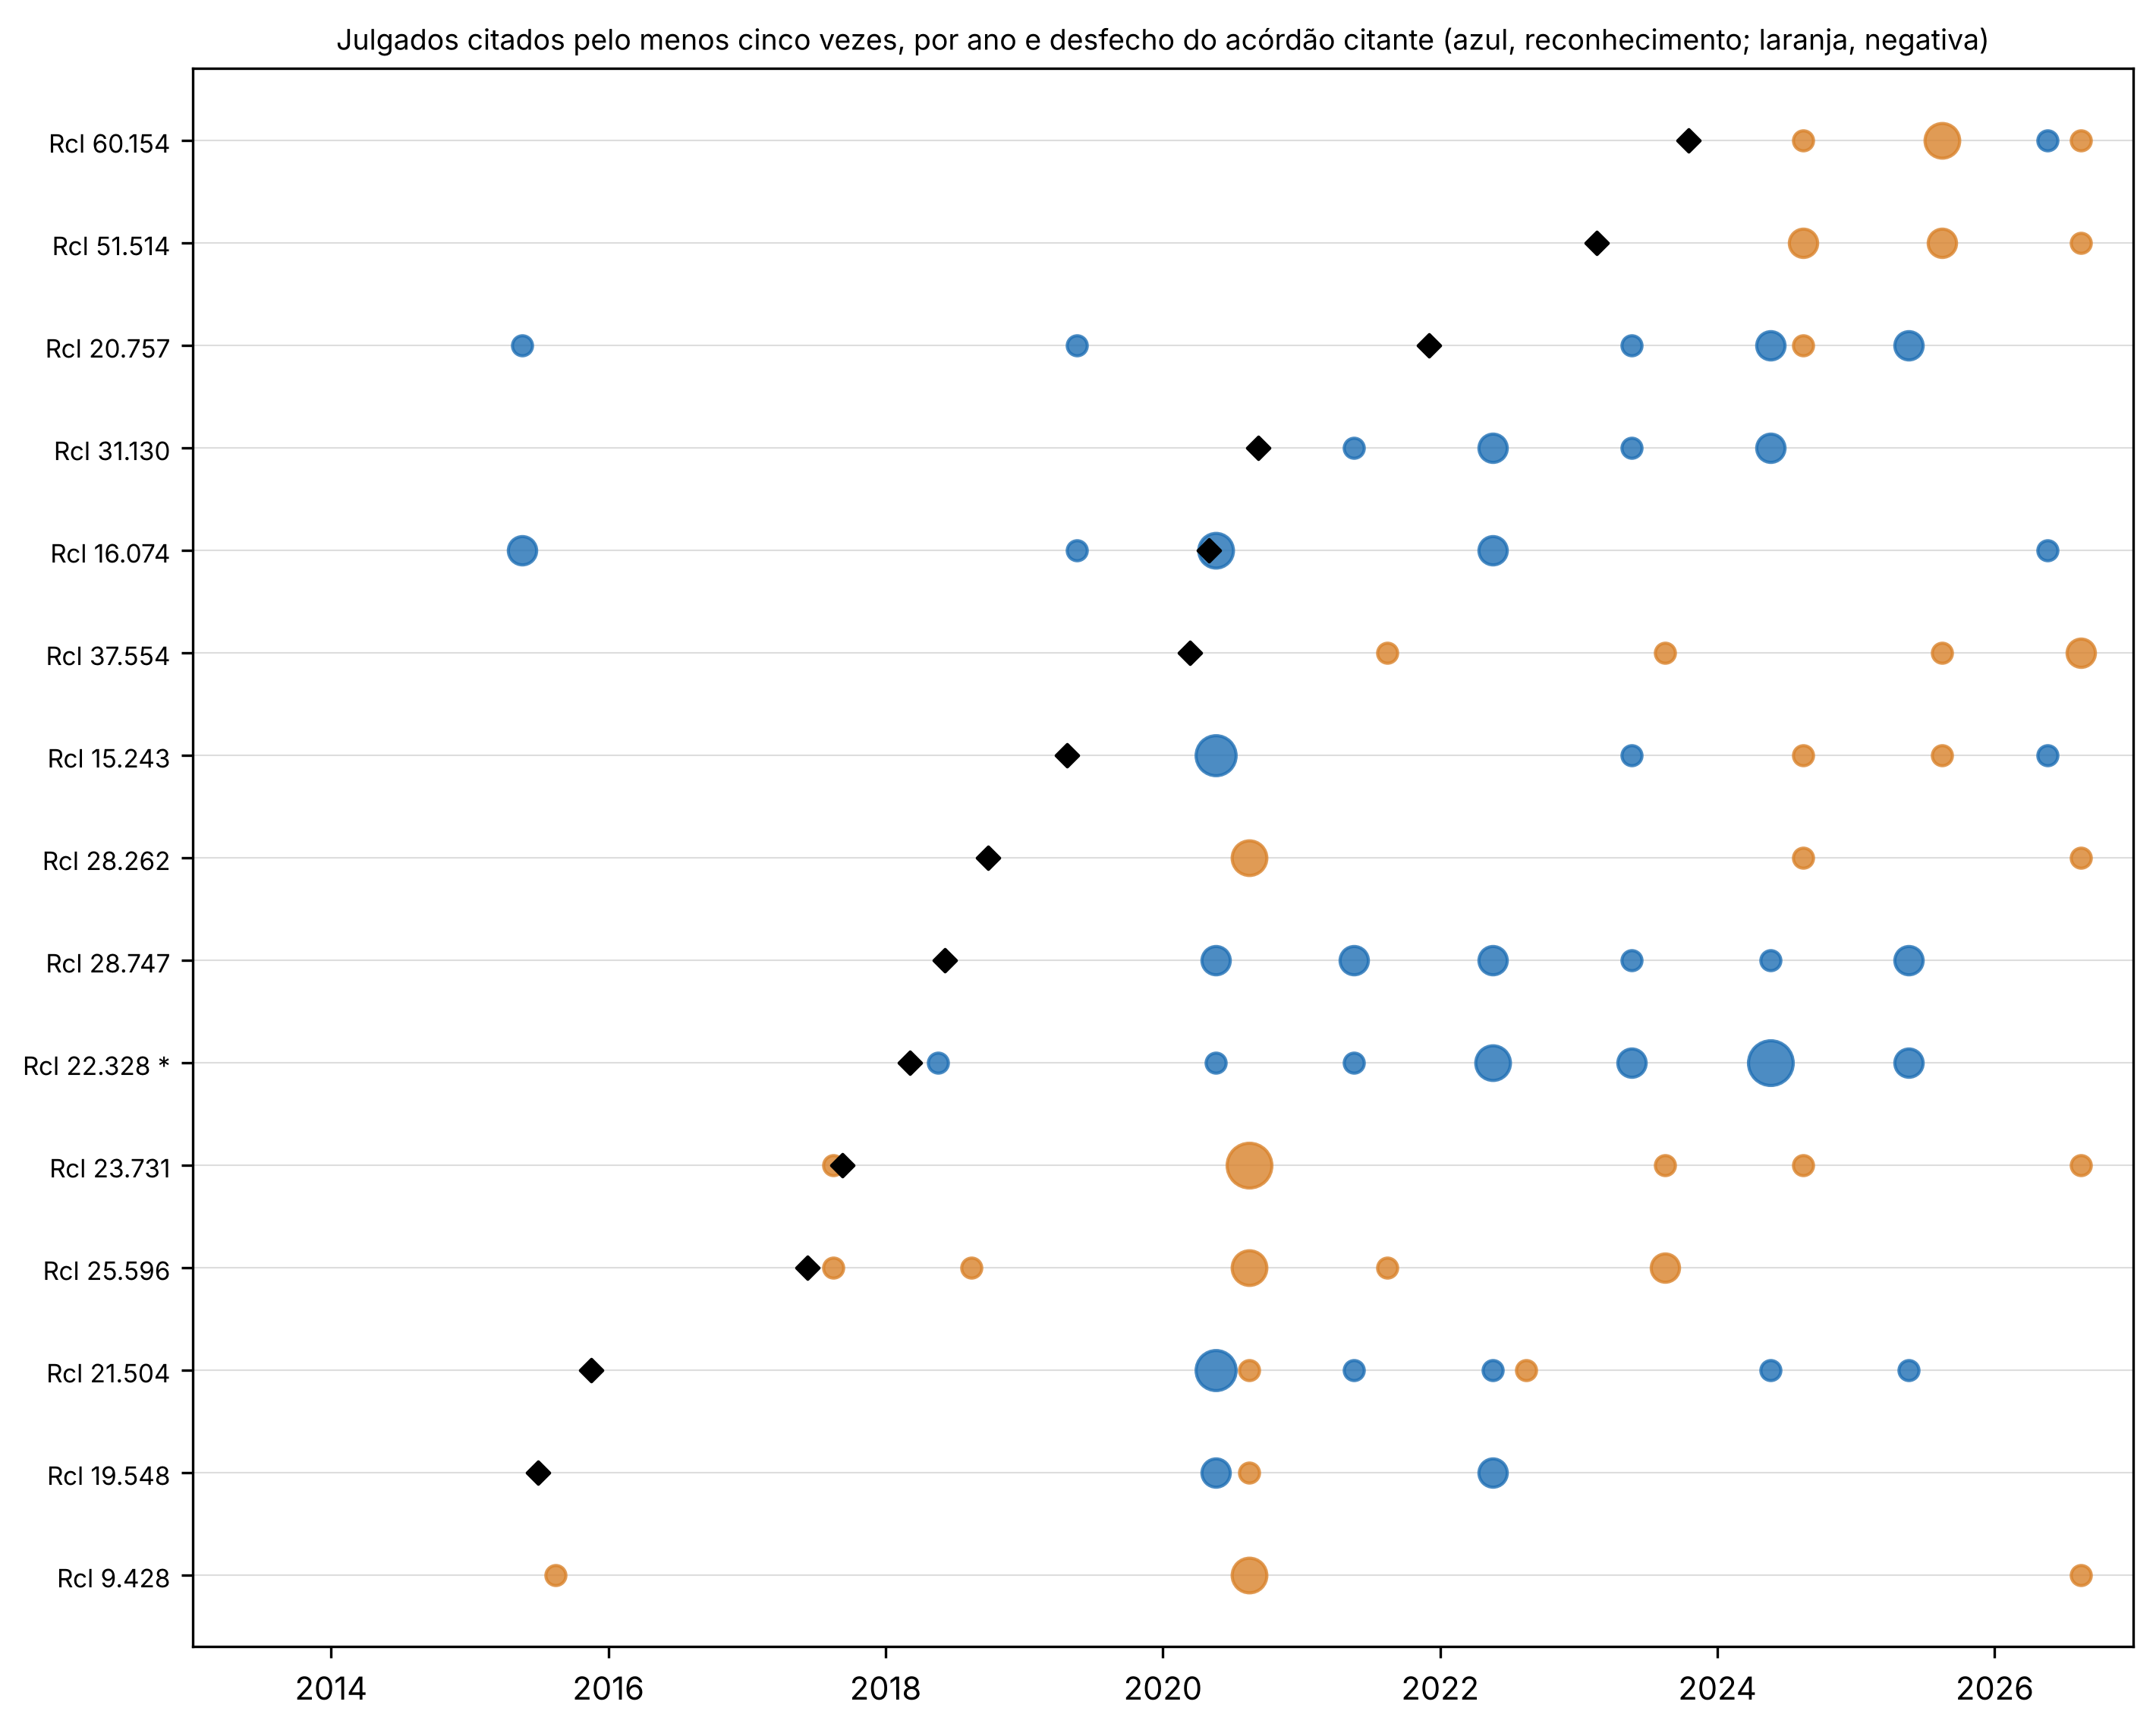 Julgados citados pelo menos cinco vezes, por ano e desfecho do acórdão citante (azul, reconhecimento; laranja, negativa)
Rcl 60.154
Rcl 51.514
Rcl 20.757
Rcl 31.130
Rcl 16.074
Rcl 37.554
Rcl 15.243
Rcl 28.262
Rcl 28.747
Rcl 22.328 *
Rcl 23.731
Rcl 25.596
Rcl 21.504
Rcl 19.548
Rcl 9.428
2014 2016 2018 2020 2022 2024 2026